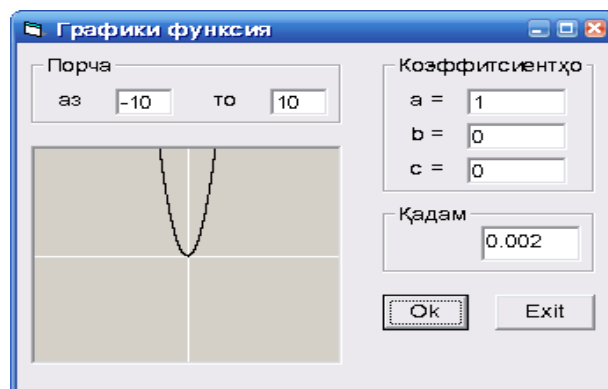 Графики функсия
Порча
аз -10 то 10
Коэффитсиентҳо
a = 1
b = 0
c = 0
Қадам
0.002
Ok Exit